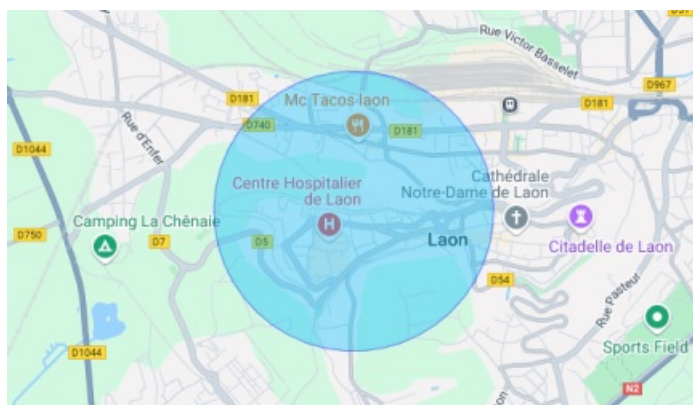 D37
Rue Victor Basselet
D967
D181
Mc Tacos laon
D181
Rue d'Enfer
D740
D181
D1044
Centre Hospitalier
de Laon
Cathédrale
Notre-Dame de Laon
Camping La Chênaie
D750
D7
D5
Laon
Citadelle de Laon
D54
Rue Pasteur
D1044
Sports Field
N2